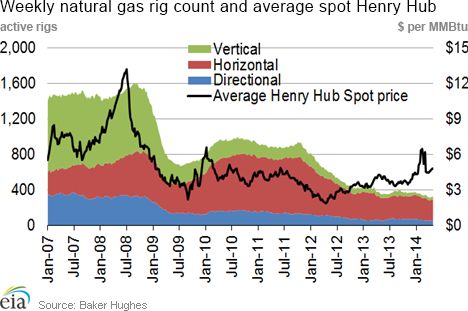 Weekly natural gas rig count and average spot Henry Hub
active rigs $ per MMBtu
2,000 $15
Vertical
Horizontal
1,600 $12
Directional
Average Henry Hub Spot price
1,200 $9
800 $6
400 $3
0 $0
Jan-07 Jul-07 Jan-08 Jul-08 Jan-09 Jul-09 Jan-10 Jul-10 Jan-11 Jul-11 Jan-12 Jul-12 Jan-13 Jul-13 Jan-14
eia Source: Baker Hughes